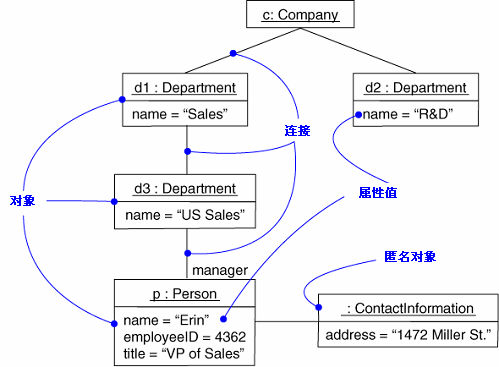 c: Company
d1 : Department
name = “Sales”
d2 : Department
name = “R&D”
连接
d3 : Department
name = “US Sales”
对象
属性值
manager
匿名对象
p : Person
name = “Erin”
employeeID = 4362
title = “VP of Sales”
: ContactInformation
address = “1472 Miller St.”